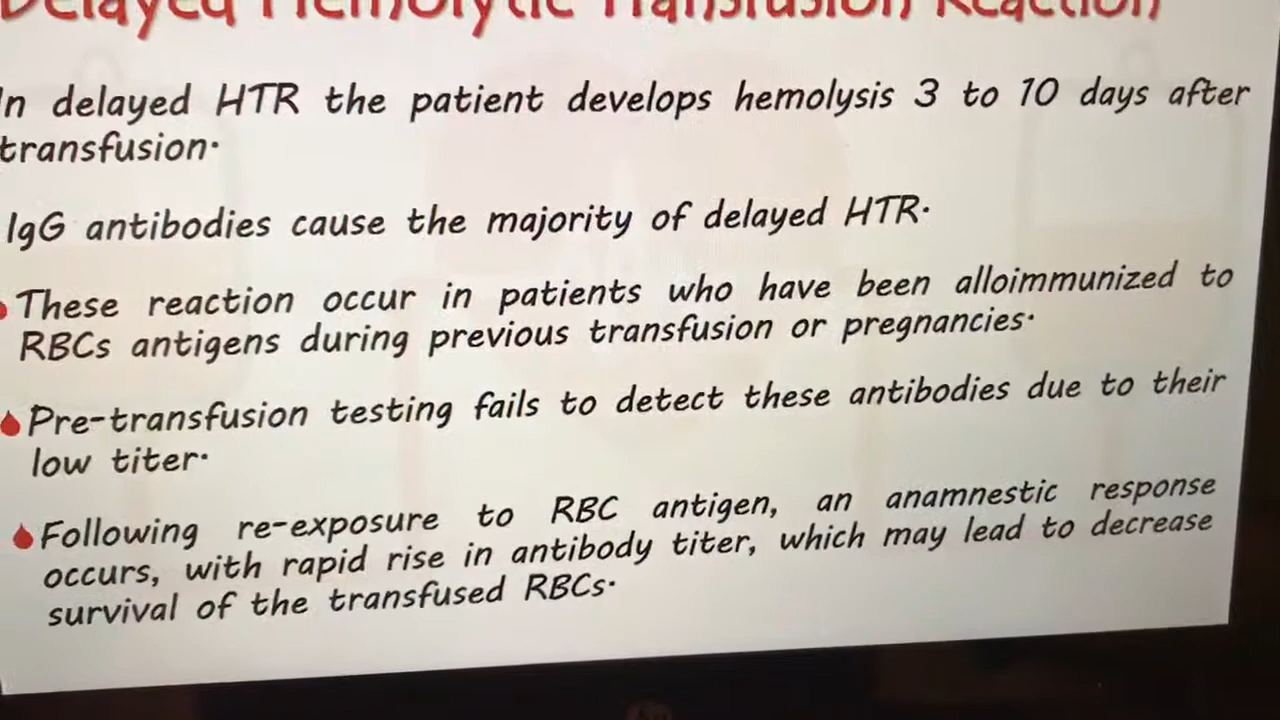 Delayed Hemolytic Transfusion Reaction
In delayed HTR the patient develops hemolysis 3 to 10 days after
transfusion.
IgG antibodies cause the majority of delayed HTR.
These reaction occur in patients who have been alloimmunized to
RBCs antigens during previous transfusion or pregnancies.
Pre-transfusion testing fails to detect these antibodies due to their
low titer.
Following re-exposure to RBC antigen, an anamnestic response
occurs, with rapid rise in antibody titer, which may lead to decrease
survival of the transfused RBCs.